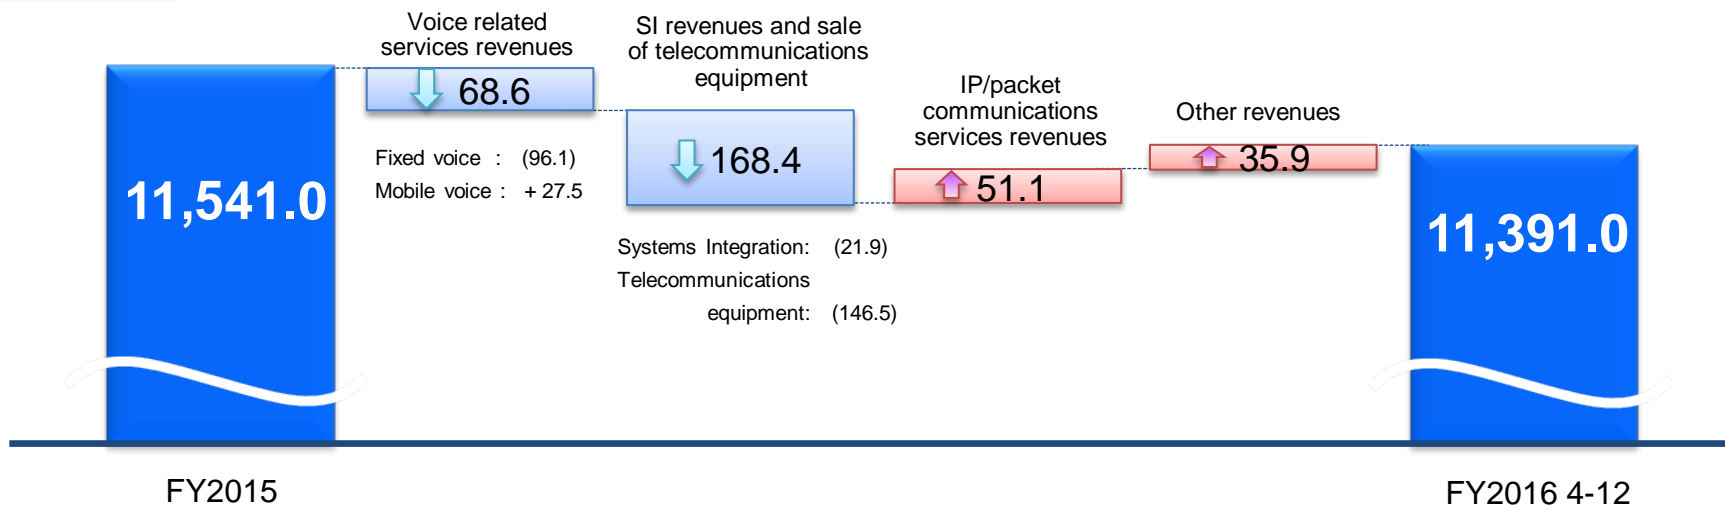 Voice related
services revenues
68.6
Fixed voice : (96.1)
Mobile voice : + 27.5
SI revenues and sale
of telecommunications
equipment
168.4
Systems Integration: (21.9)
Telecommunications
equipment: (146.5)
IP/packet
communications
services revenues
51.1
Other revenues
35.9
11,541.0
11,391.0
FY2015
FY2016 4-12